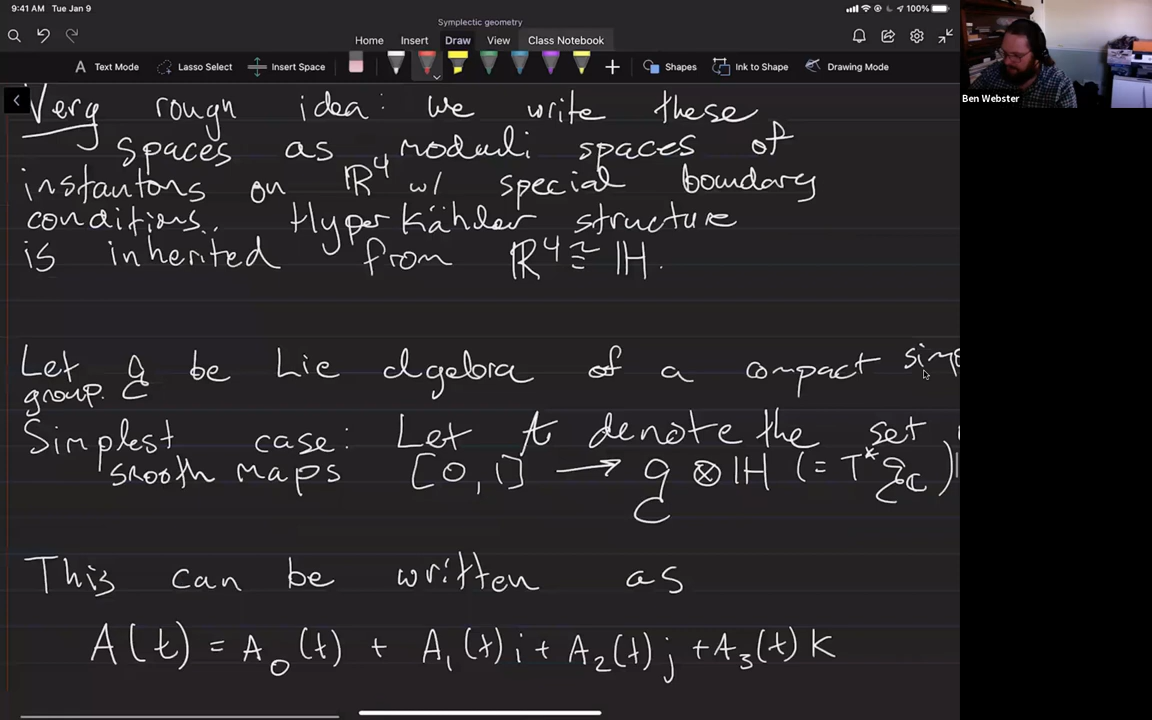 9:41 AM Tue Jan 9
100%
Symplectic geometry
Home Insert Draw View Class Notebook
Text Mode Lasso Select Insert Space Shapes Ink to Shape Drawing Mode
Ben Webster
Very rough idea: we write these
spaces as moduli spaces of
instantons on ℝ⁴ w/ special boundary
conditions. Hyperkähler structure
is inherited from ℝ⁴ ≅ ℍ.
Let g be Lie algebra of a compact
group.
Simplest case: Let A denote the set
smooth maps [0,1] → g ⊗ ℍ (= T* g_ℂ)
This can be written as
A(t) = A₀(t) + A₁(t)i + A₂(t)j + A₃(t)k